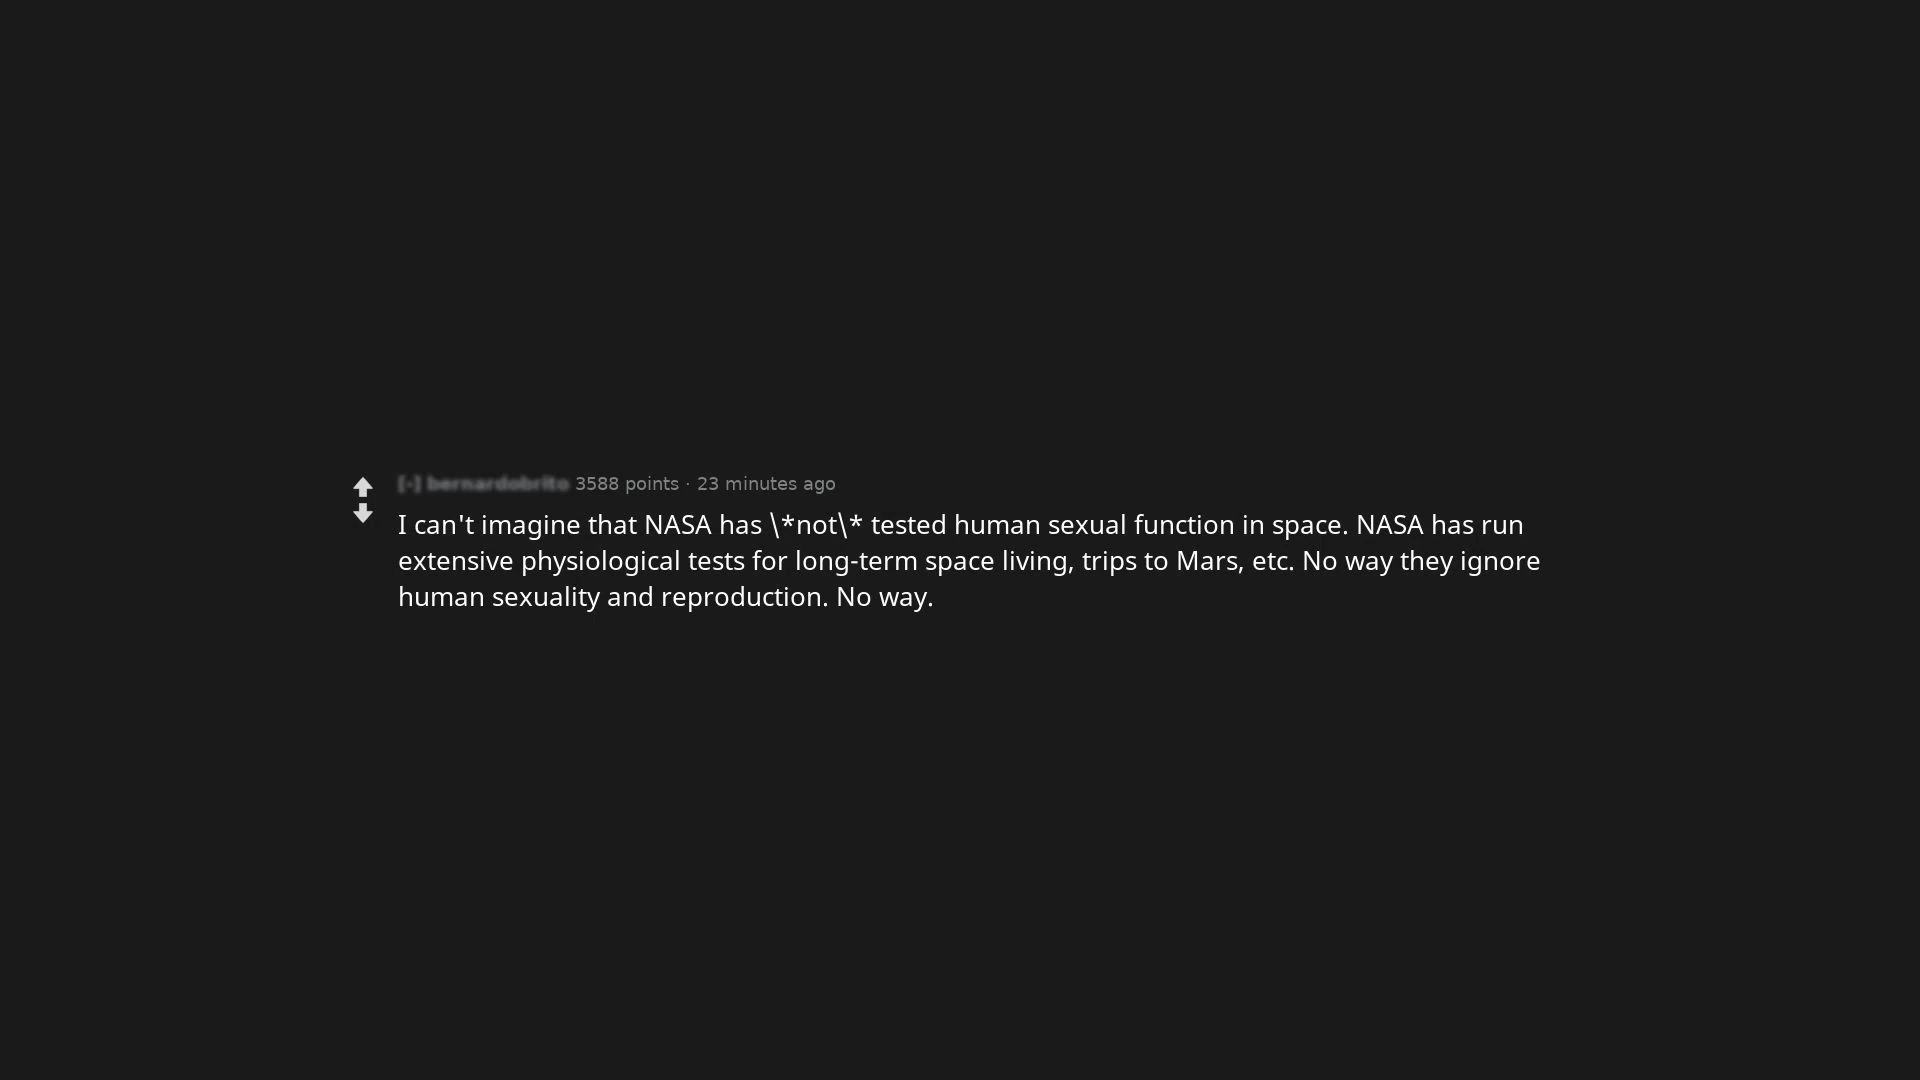 [-] bernardobrito 3588 points · 23 minutes ago
I can't imagine that NASA has \*not\* tested human sexual function in space. NASA has run
extensive physiological tests for long-term space living, trips to Mars, etc. No way they ignore
human sexuality and reproduction. No way.